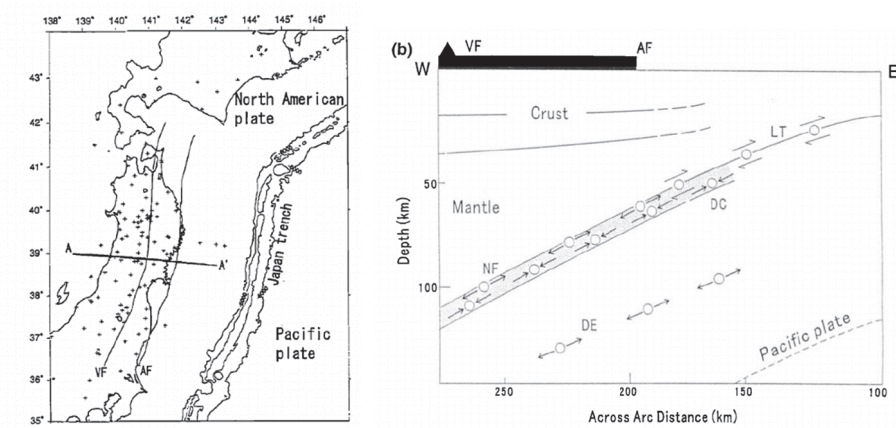 138° 139° 140° 141° 142° 143° 144° 145° 146°
43°
42°
41°
40°
39°
38°
37°
36°
35°
North American
plate
Japan trench
A
A'
VF
AF
Pacific
plate
(b)
VF
AF
W
E
Crust
LT
50
Mantle
DC
NF
100
DE
Pacific plate
Depth (km)
250
200
150
100
Across Arc Distance (km)